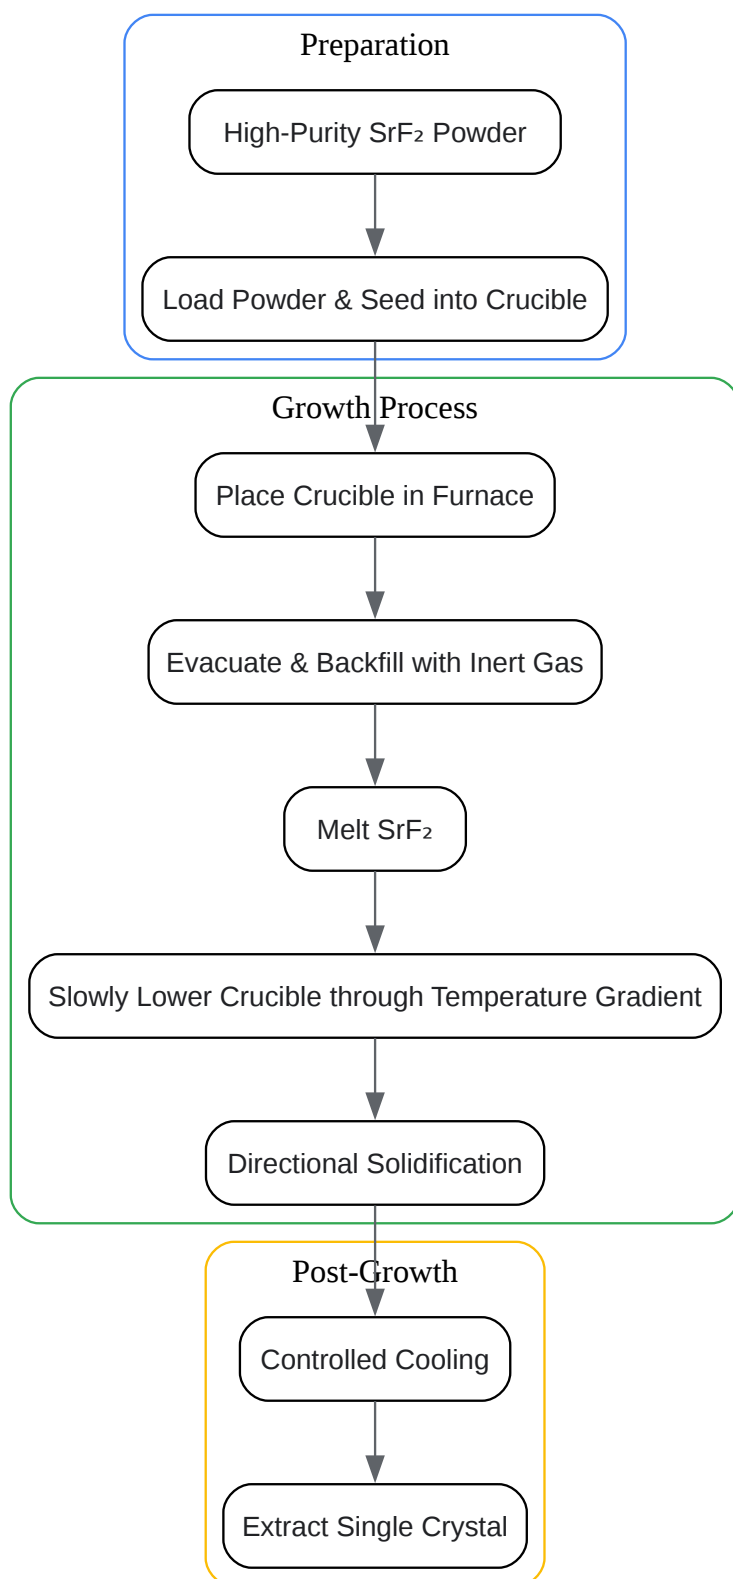 Preparation
High-Purity SrF₂ Powder
Load Powder & Seed into Crucible
Growth Process
Place Crucible in Furnace
Evacuate & Backfill with Inert Gas
Melt SrF₂
Slowly Lower Crucible through Temperature Gradient
Directional Solidification
Post-Growth
Controlled Cooling
Extract Single Crystal